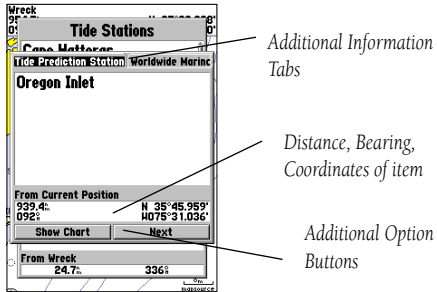 Wreck
Tide Stations
Cape Hatteras
Tide Prediction Station Worldwide Marine
Oregon Inlet
From Current Position
939.4 N 35°45.959'
092° W075°31.036'
Show Chart Next
From Wreck
24.7 336°
mapsource
Additional Information
Tabs
Distance, Bearing,
Coordinates of item
Additional Option
Buttons